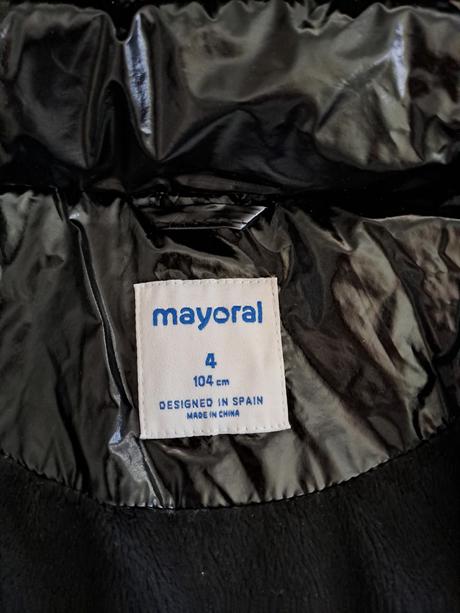 mayoral
4
104 cm
DESIGNED IN SPAIN
MADE IN CHINA